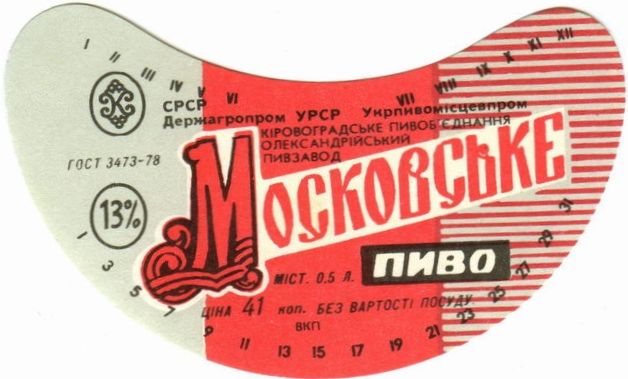 I II III IV V VI VII VIII IX X XI XII
СРСР
Держагропром УРСР Укрпивомісцевпром
КІРОВОГРАДСЬКЕ ПИВОБ'ЄДНАННЯ
ОЛЕКСАНДРІЙСЬКИЙ
ПИВЗАВОД
ГОСТ 3473-78
МОСКОВСЬКЕ
13%
ПИВО
МІСТ. 0,5 Л.
ЦІНА 41 коп. БЕЗ ВАРТОСТІ ПОСУДУ
ВКП
1 3 5 7 9 11 13 15 17 19 21 23 25 27 29 31